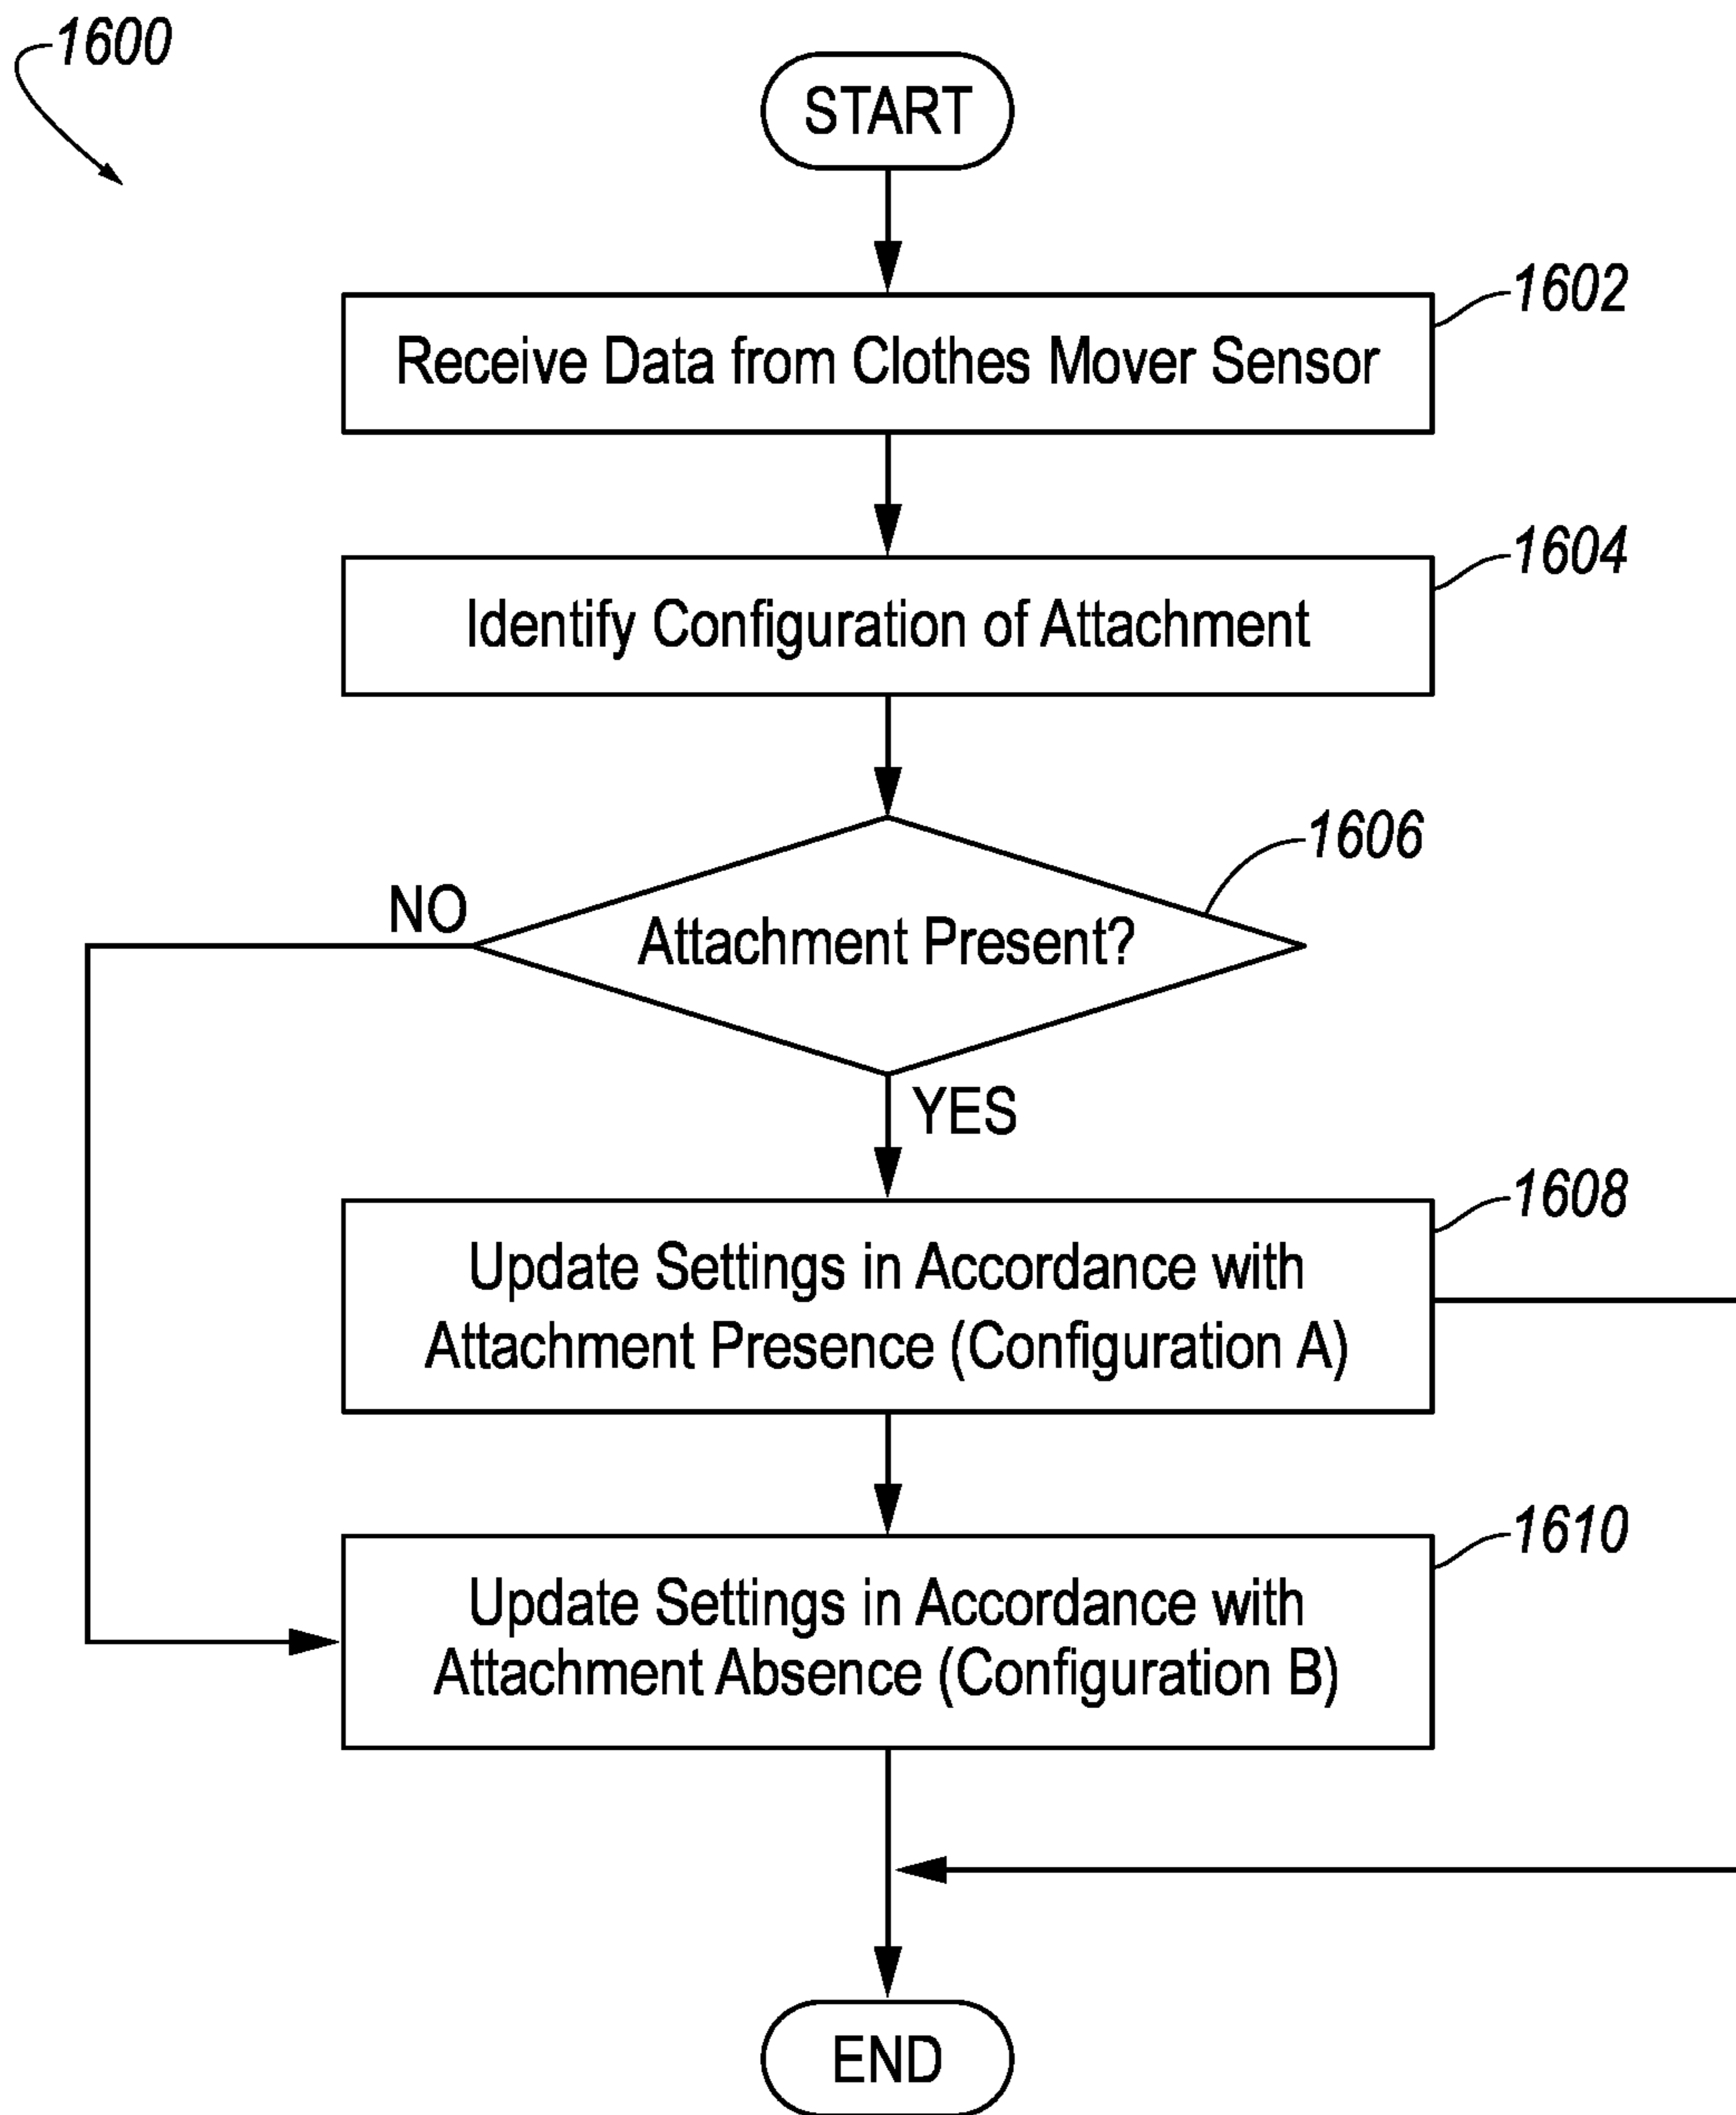 1600
START
1602
Receive Data from Clothes Mover Sensor
1604
Identify Configuration of Attachment
1606
NO
Attachment Present?
YES
1608
Update Settings in Accordance with
Attachment Presence (Configuration A)
1610
Update Settings in Accordance with
Attachment Absence (Configuration B)
END